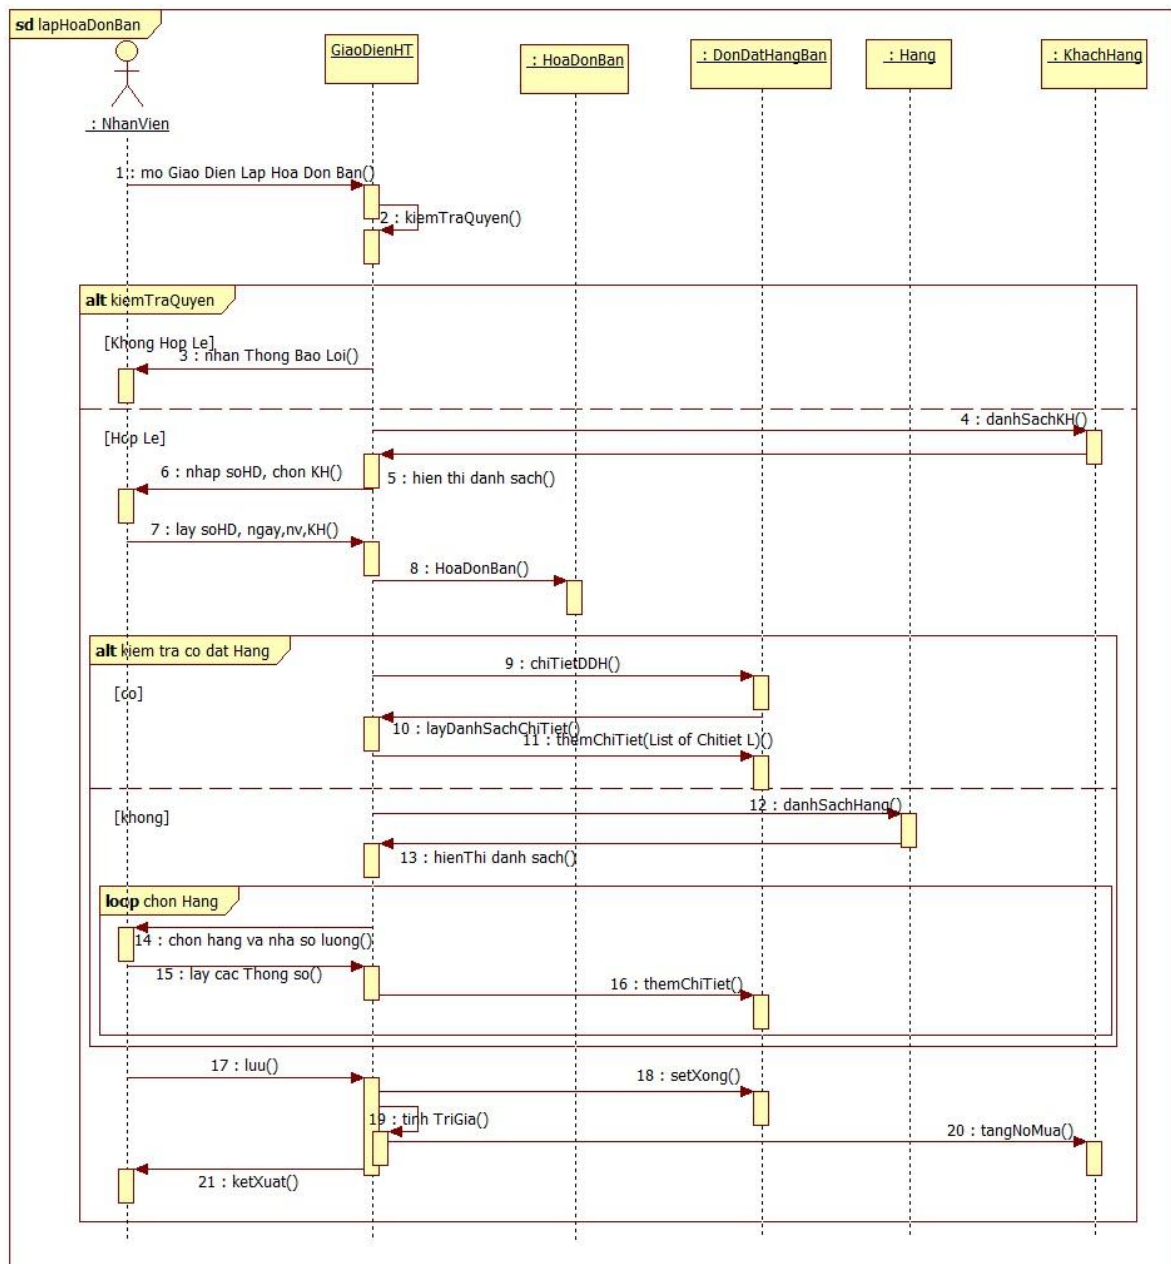 sd lapHoaDonBan
GiaoDienHT
: HoaDonBan
: DonDatHangBan
: Hang
: KhachHang
: NhanVien
1 : mo Giao Dien Lap Hoa Don Ban()
2 : kiemTraQuyen()
alt kiemTraQuyen
[Khong Hop Le]
3 : nhan Thong Bao Loi()
4 : danhSachKH()
[Hop Le]
5 : hien thi danh sach()
6 : nhap soHD, chon KH()
7 : lay soHD, ngay,nv,KH()
8 : HoaDonBan()
alt kiem tra co dat Hang
9 : chiTietDDH()
[co]
10 : layDanhSachChiTiet()
11 : themChiTiet(List of Chitiet L)()
12 : danhSachHang()
[khong]
13 : hienThi danh sach()
loop chon Hang
14 : chon hang va nha so luong()
15 : lay cac Thong so()
16 : themChiTiet()
17 : luu()
18 : setXong()
19 : tinh TriGia()
20 : tangNoMua()
21 : ketXuat()